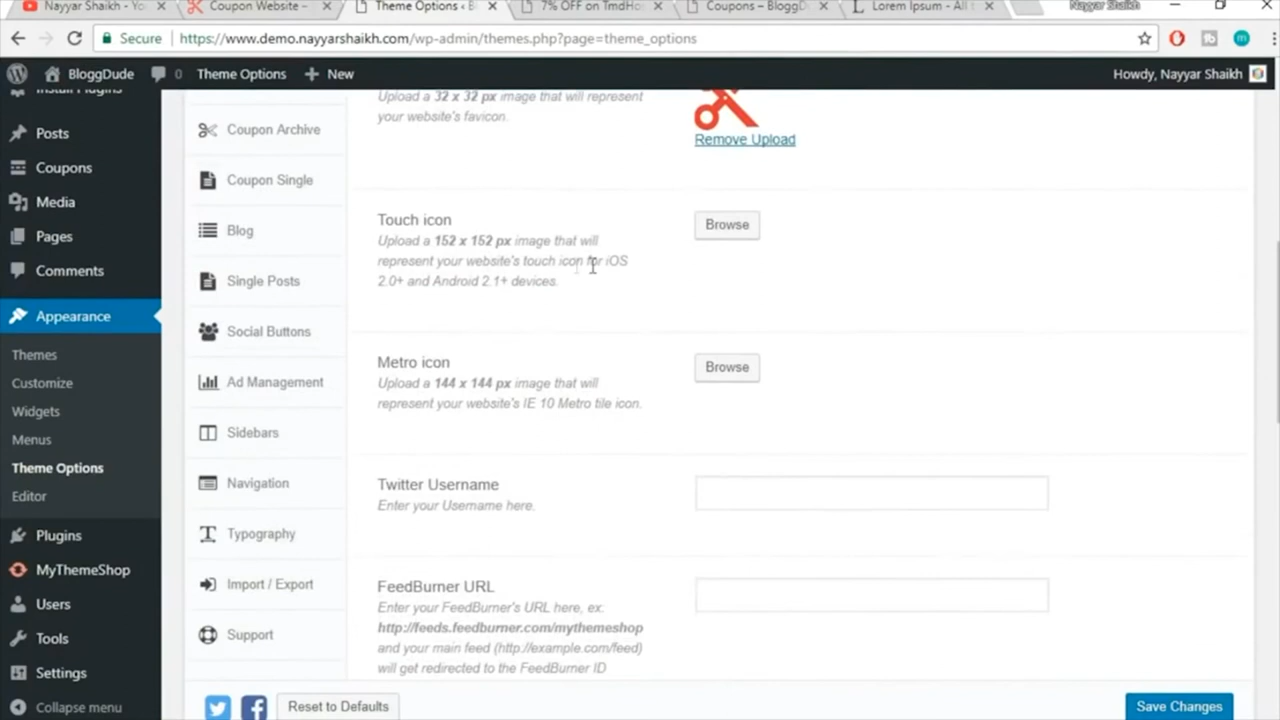 Nayyar Shaikh - Yo
Coupon Website –
Theme Options ‹ B
7% OFF on TmdHo
Coupons – BloggD
Lorem Ipsum - All t
Nayyar Shaikh
Secure
https://www.demo.nayyarshaikh.com/wp-admin/themes.php?page=theme_options
BloggDude
0
Theme Options
New
Howdy, Nayyar Shaikh
Install Plugins
Posts
Coupons
Media
Pages
Comments
Appearance
Themes
Customize
Widgets
Menus
Theme Options
Editor
Plugins
MyThemeShop
Users
Tools
Settings
Collapse menu
Coupon Archive
Coupon Single
Blog
Single Posts
Social Buttons
Ad Management
Sidebars
Navigation
Typography
Import / Export
Support
Upload a 32 x 32 px image that will represent
your website's favicon.
Remove Upload
Touch icon
Upload a 152 x 152 px image that will
represent your website's touch icon for iOS
2.0+ and Android 2.1+ devices.
Browse
Metro icon
Upload a 144 x 144 px image that will
represent your website's IE 10 Metro tile icon.
Browse
Twitter Username
Enter your Username here.
FeedBurner URL
Enter your FeedBurner's URL here, ex:
http://feeds.feedburner.com/mythemeshop
and your main feed (http://example.com/feed)
will get redirected to the FeedBurner ID
Reset to Defaults
Save Changes